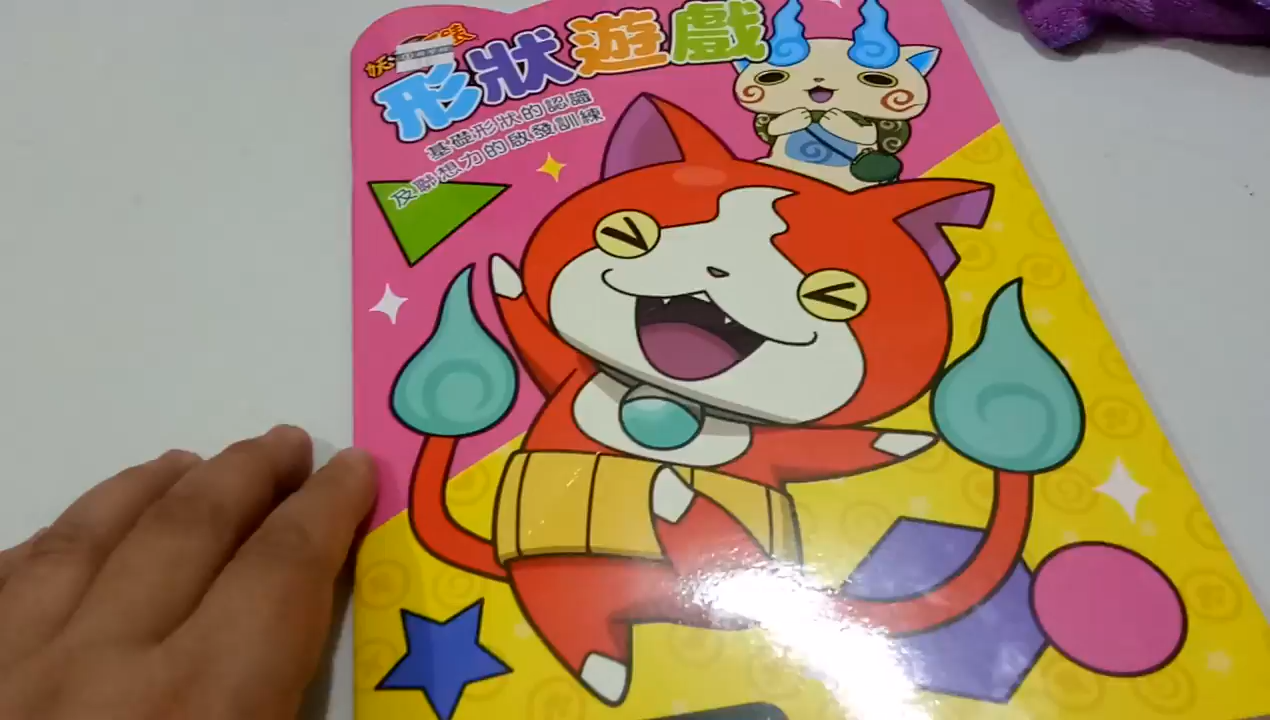 形狀遊戲
基礎形狀的認識
及聯想力的啟發訓練